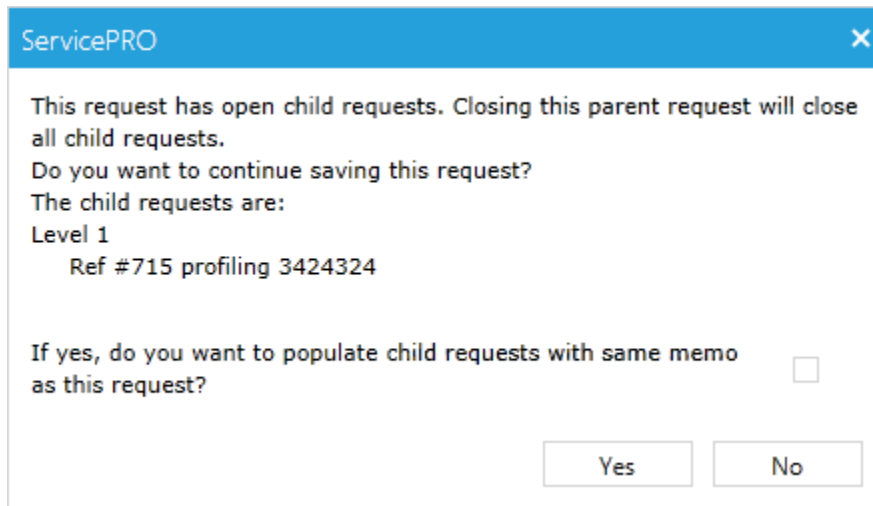 ServicePRO
This request has open child requests. Closing this parent request will close
all child requests.
Do you want to continue saving this request?
The child requests are:
Level 1
Ref #715 profiling 3424324
If yes, do you want to populate child requests with same memo
as this request?
Yes
No